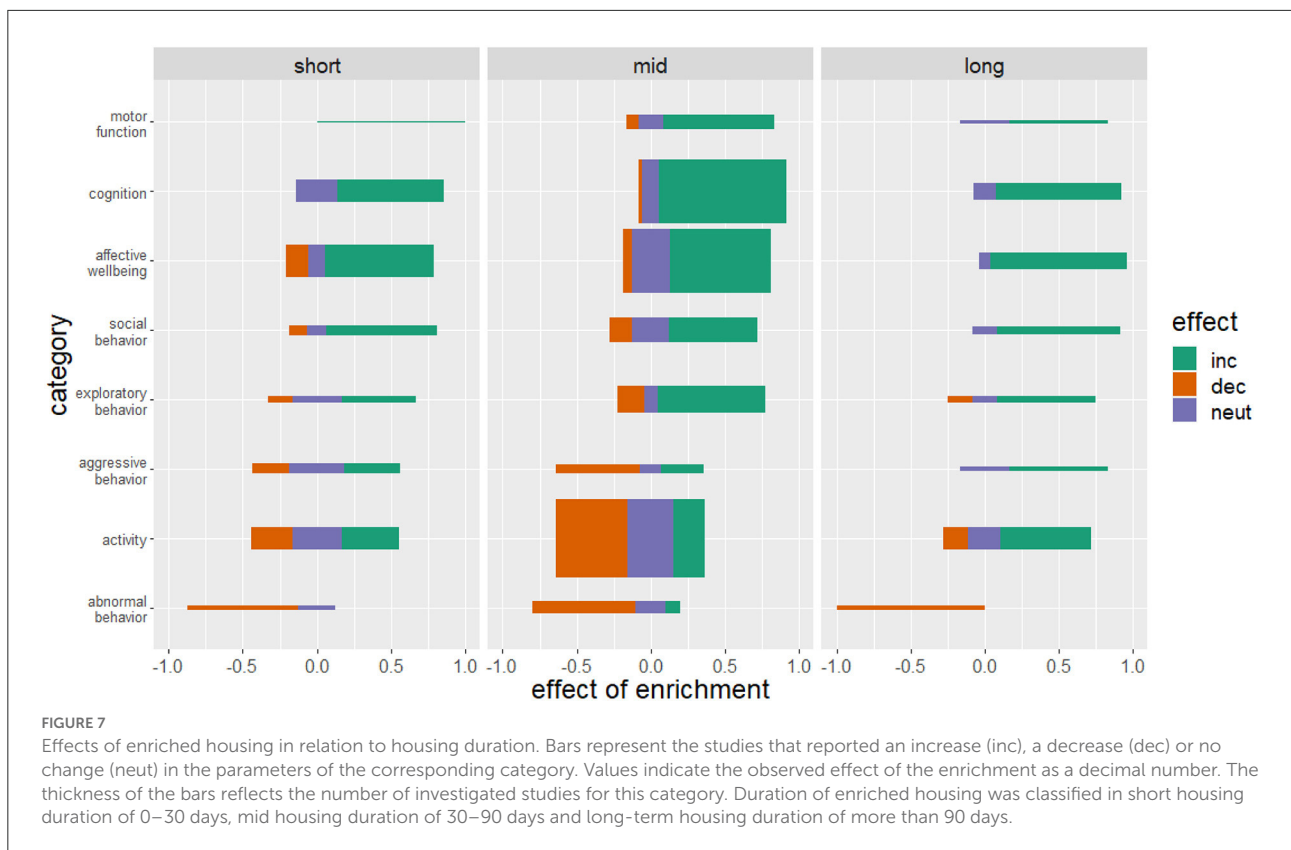 short
mid
long
motor
function
cognition
affective
wellbeing
social
behavior
exploratory
behavior
aggressive
behavior
activity
abnormal
behavior
category
effect
inc
dec
neut
-1.0 -0.5 0.0 0.5 1.0
-1.0 -0.5 0.0 0.5 1.0
-1.0 -0.5 0.0 0.5 1.0
effect of enrichment
FIGURE 7
Effects of enriched housing in relation to housing duration. Bars represent the studies that reported an increase (inc), a decrease (dec) or no
change (neut) in the parameters of the corresponding category. Values indicate the observed effect of the enrichment as a decimal number. The
thickness of the bars reflects the number of investigated studies for this category. Duration of enriched housing was classified in short housing
duration of 0–30 days, mid housing duration of 30–90 days and long-term housing duration of more than 90 days.